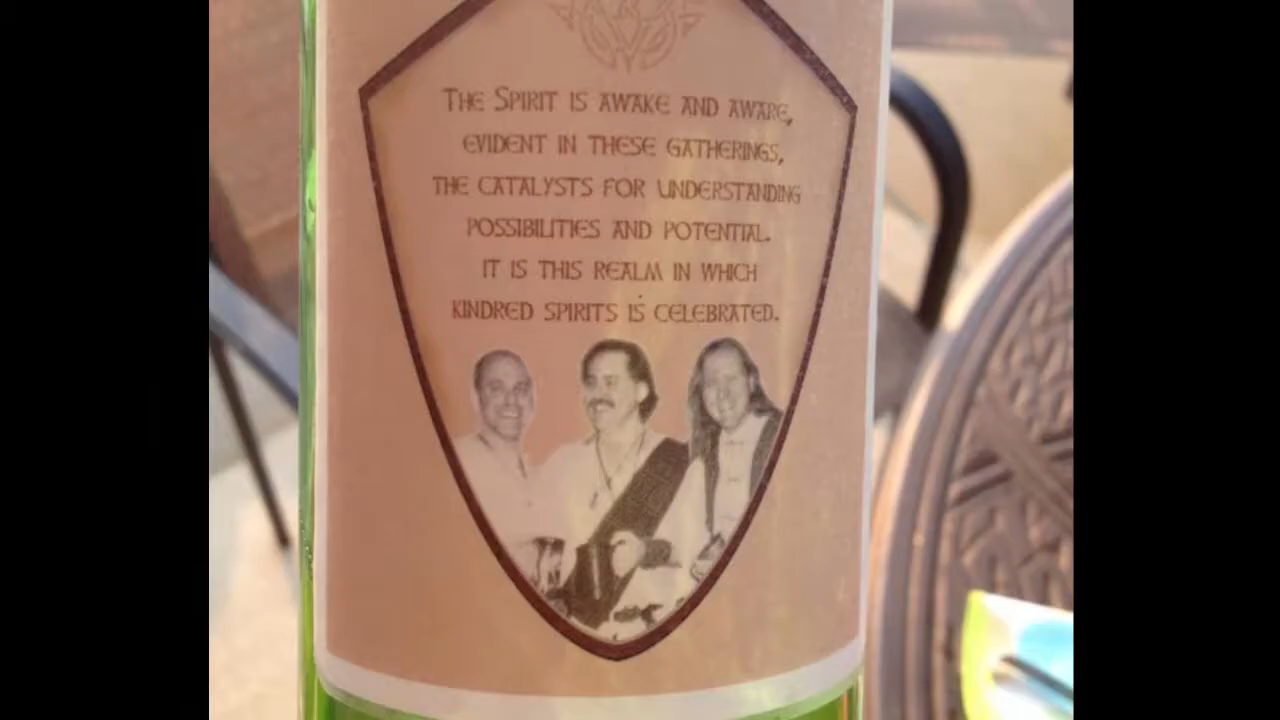 The Spirit is awake and aware,
evident in these gatherings,
the catalysts for understanding
possibilities and potential.
It is this realm in which
kindred spirits is celebrated.